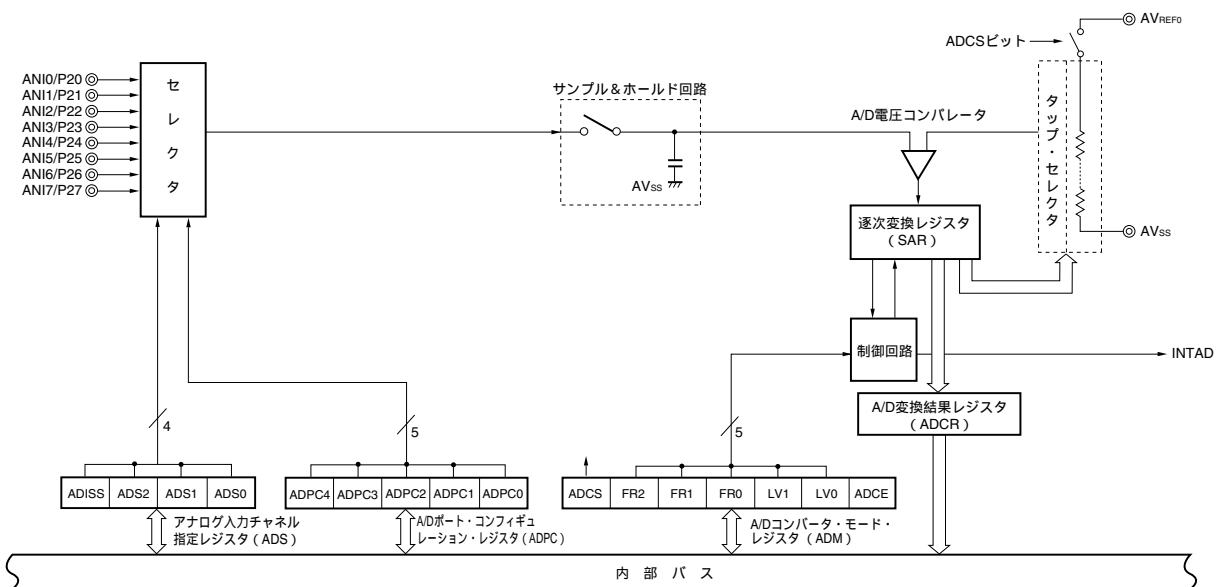 AVREF0
ADCSビット
ANI0/P20
ANI1/P21
ANI2/P22
ANI3/P23
ANI4/P24
ANI5/P25
ANI6/P26
ANI7/P27
セレクタ
サンプル＆ホールド回路
AVSS
A/D電圧コンパレータ
タップ・セレクタ
AVSS
逐次変換レジスタ
（SAR）
制御回路
INTAD
A/D変換結果レジスタ
（ADCR）
4
5
5
ADISS ADS2 ADS1 ADS0
ADPC4 ADPC3 ADPC2 ADPC1 ADPC0
ADCS FR2 FR1 FR0 LV1 LV0 ADCE
アナログ入力チャネル
指定レジスタ（ADS）
A/Dポート・コンフィギュ
レーション・レジスタ（ADPC）
A/Dコンバータ・モード・
レジスタ（ADM）
内部バス